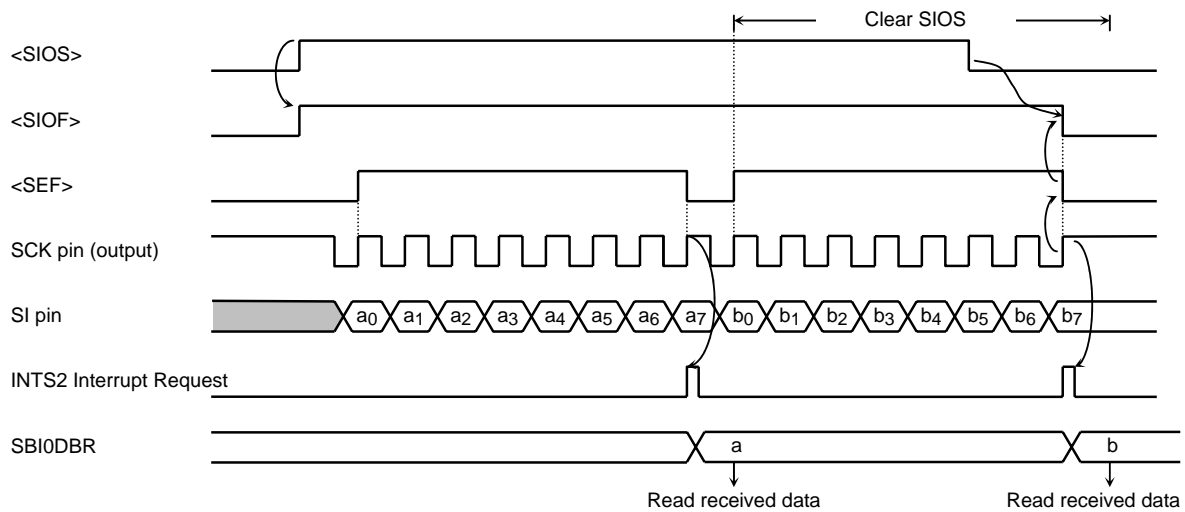 Clear SIOS
<SIOS>
<SIOF>
<SEF>
SCK pin (output)
SI pin
a0 a1 a2 a3 a4 a5 a6 a7 b0 b1 b2 b3 b4 b5 b6 b7
INTS2 Interrupt Request
SBI0DBR
a b
Read received data Read received data